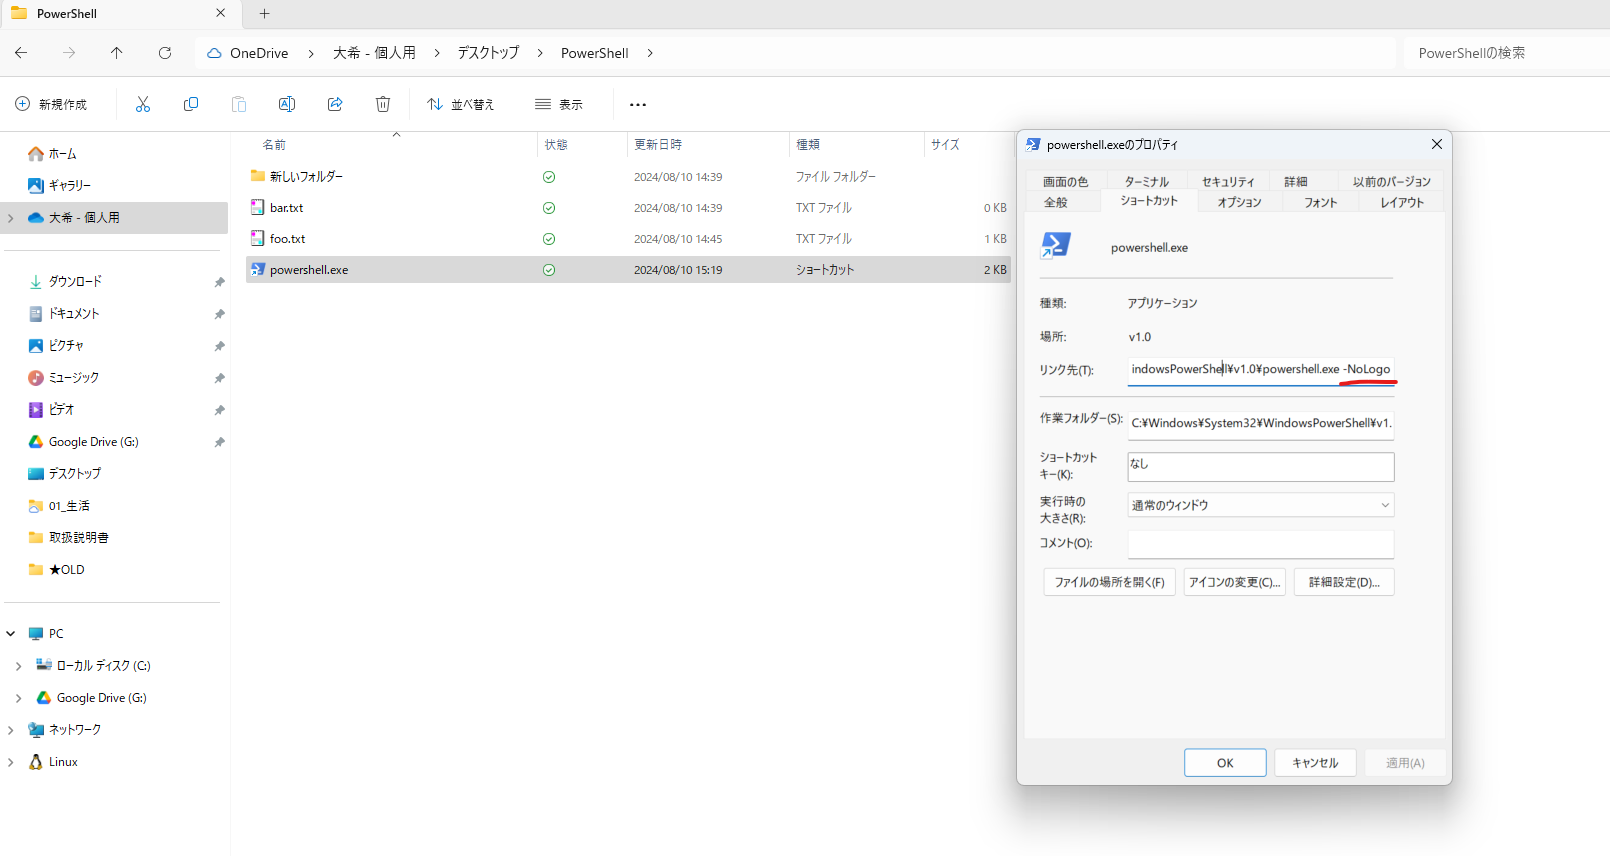 PowerShell
OneDrive > 大希 - 個人用 > デスクトップ > PowerShell >
PowerShellの検索
新規作成
並べ替え
表示
ホーム
ギャラリー
大希 - 個人用
ダウンロード
ドキュメント
ピクチャ
ミュージック
ビデオ
Google Drive (G:)
デスクトップ
01_生活
取扱説明書
★OLD
PC
ローカル ディスク (C:)
Google Drive (G:)
ネットワーク
Linux
名前 状態 更新日時 種類 サイズ
新しいフォルダー 2024/08/10 14:39 ファイル フォルダー
bar.txt 2024/08/10 14:39 TXT ファイル 0 KB
foo.txt 2024/08/10 14:45 TXT ファイル 1 KB
powershell.exe 2024/08/10 15:19 ショートカット 2 KB
powershell.exeのプロパティ
画面の色 ターミナル セキュリティ 詳細 以前のバージョン
全般 ショートカット オプション フォント レイアウト
powershell.exe
種類: アプリケーション
場所: v1.0
リンク先(T): indowsPowerShell¥v1.0¥powershell.exe -NoLogo
作業フォルダー(S): C:¥Windows¥System32¥WindowsPowerShell¥v1.
ショートカット
キー(K): なし
実行時の
大きさ(R): 通常のウィンドウ
コメント(O):
ファイルの場所を開く(F) アイコンの変更(C)... 詳細設定(D)...
OK キャンセル 適用(A)